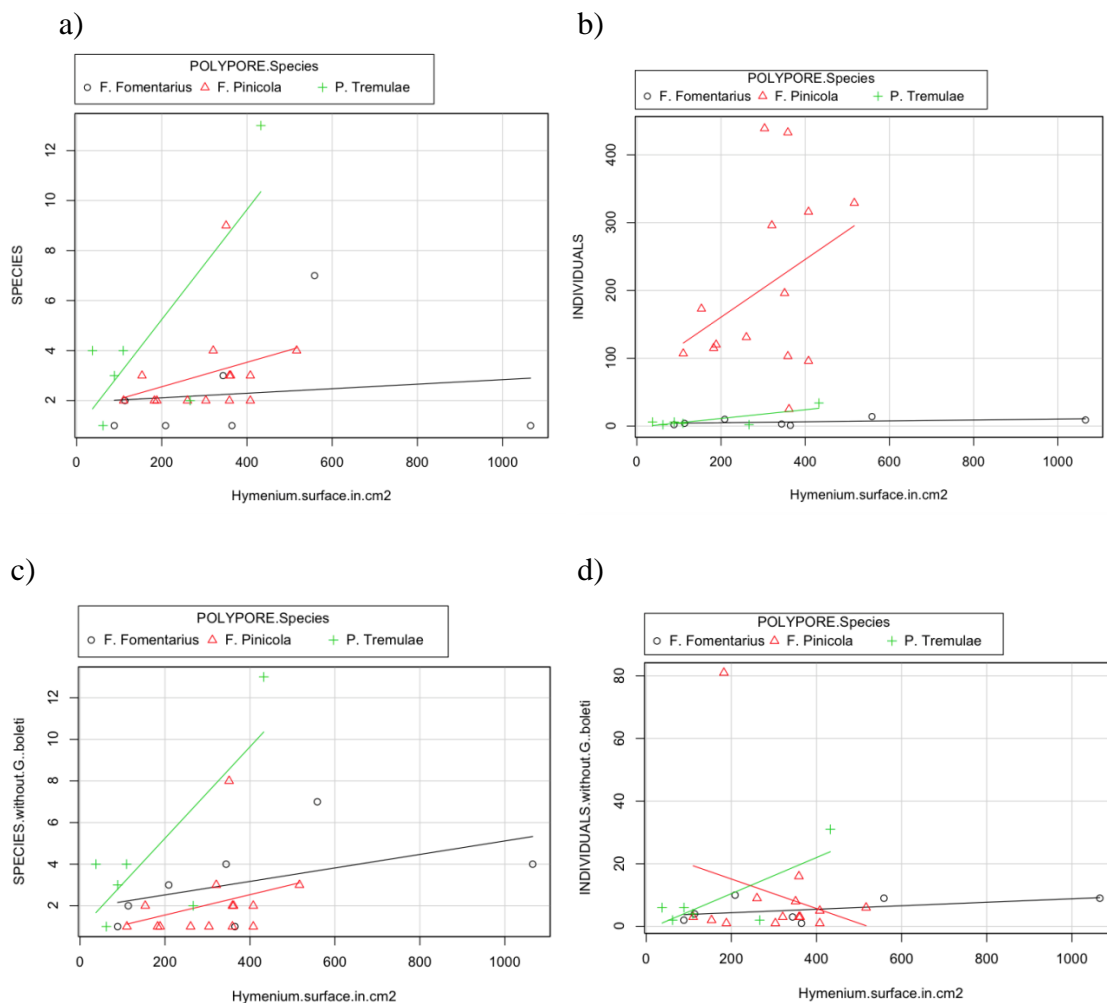 a)
b)
POLYPORE.Species
F. Fomentarius F. Pinicola P. Tremulae
SPECIES
12
10
8
6
4
2
0 200 400 600 800 1000
Hymenium.surface.in.cm2
POLYPORE.Species
F. Fomentarius F. Pinicola P. Tremulae
INDIVIDUALS
400
300
200
100
0
0 200 400 600 800 1000
Hymenium.surface.in.cm2
c)
d)
POLYPORE.Species
F. Fomentarius F. Pinicola P. Tremulae
SPECIES.without.G..boleti
12
10
8
6
4
2
0 200 400 600 800 1000
Hymenium.surface.in.cm2
POLYPORE.Species
F. Fomentarius F. Pinicola P. Tremulae
INDIVIDUALS.without.G..boleti
80
60
40
20
0
0 200 400 600 800 1000
Hymenium.surface.in.cm2